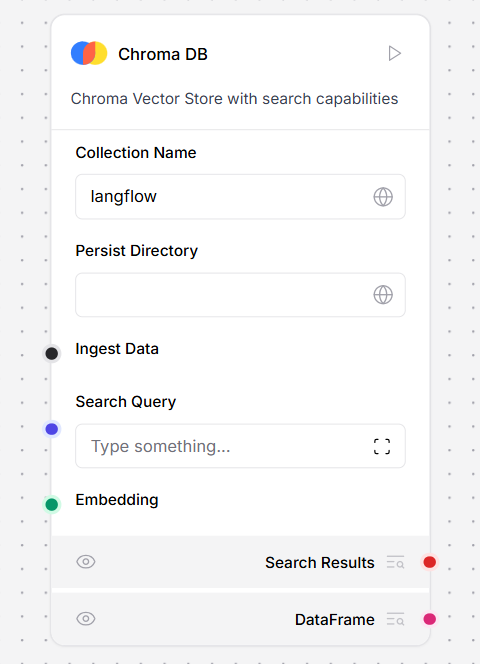 Chroma DB
Chroma Vector Store with search capabilities
Collection Name
langflow
Persist Directory
Ingest Data
Search Query
Type something...
Embedding
Search Results
DataFrame